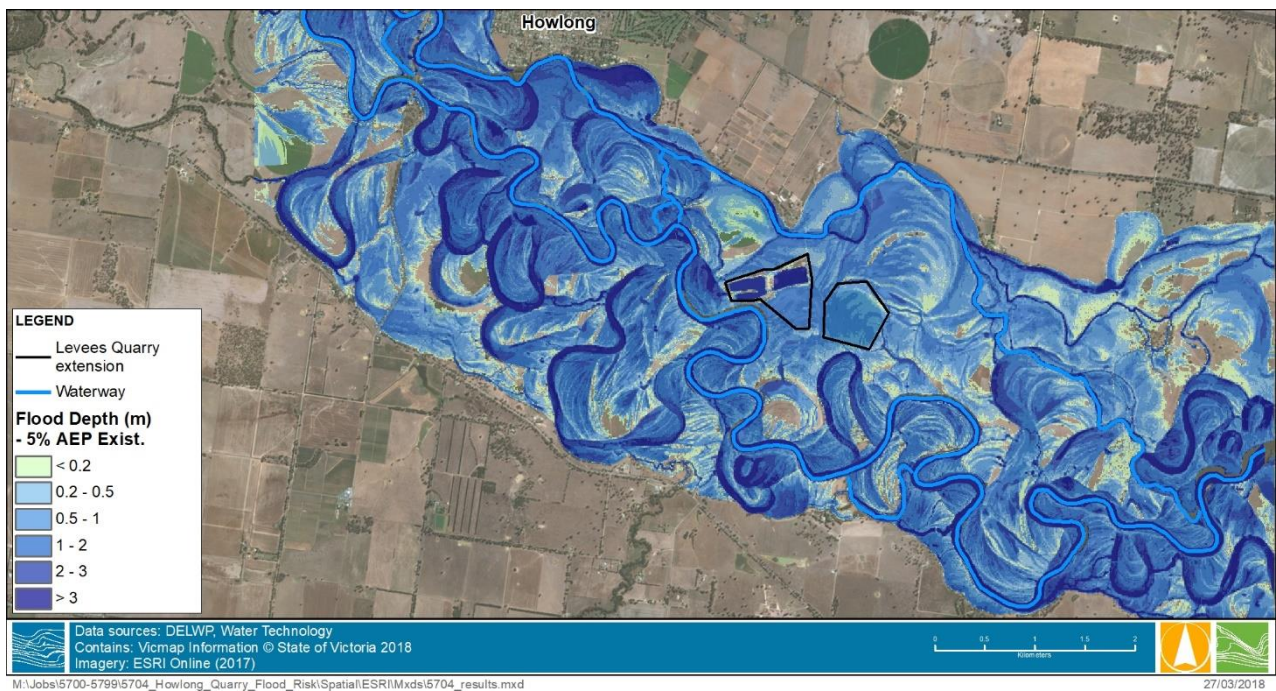 Howlong
LEGEND
Levees Quarry
extension
Waterway
Flood Depth (m)
- 5% AEP Exist.
< 0.2
0.2 - 0.5
0.5 - 1
1 - 2
2 - 3
> 3
Data sources: DELWP, Water Technology
Contains: Vicmap Information © State of Victoria 2018
Imagery: ESRI Online (2017)
0 0.5 1 1.5 2
Kilometers
M:\Jobs\5700-5799\5704_Howlong_Quarry_Flood_Risk\Spatial\ESRI\Mxds\5704_results.mxd
27/03/2018